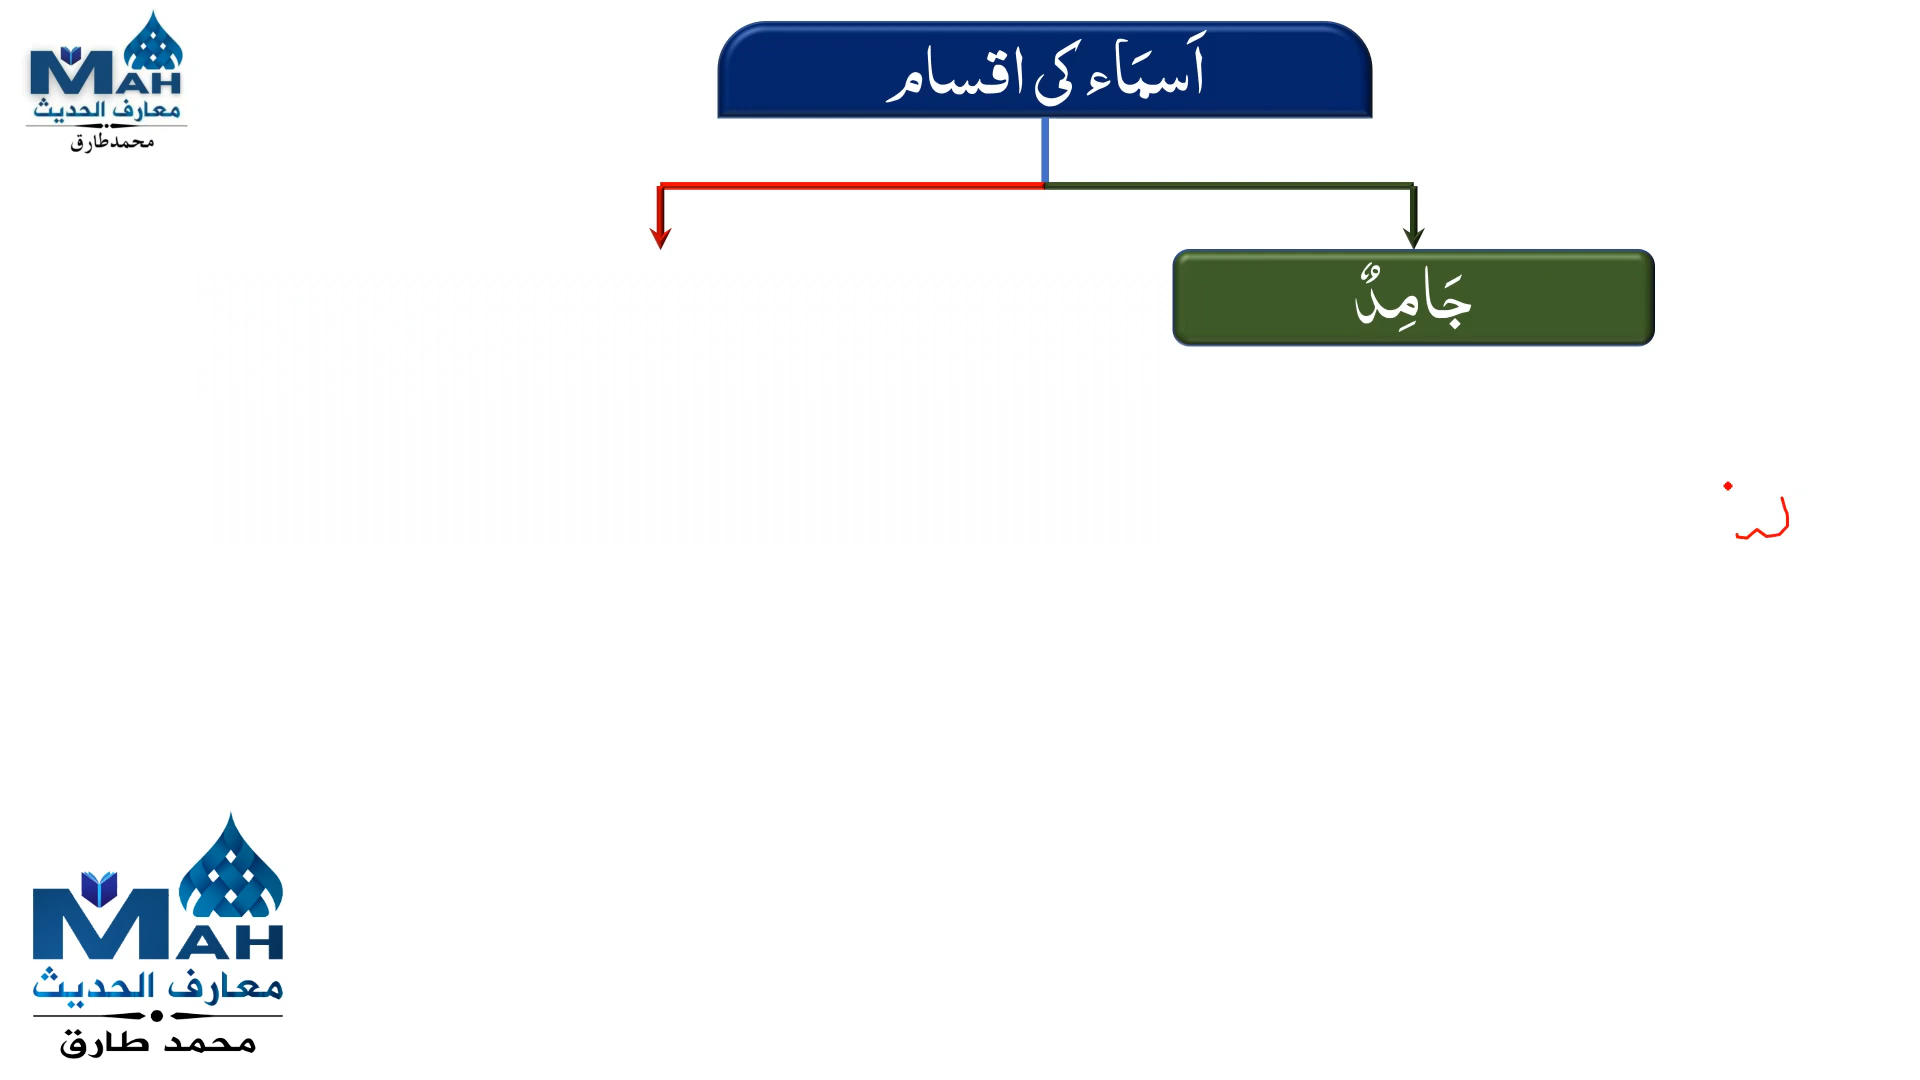 MAH
معارف الحديث
محمد طارق
اَسمَاء کی اقسام
جَامِدٌ
MAH
معارف الحديث
محمد طارق